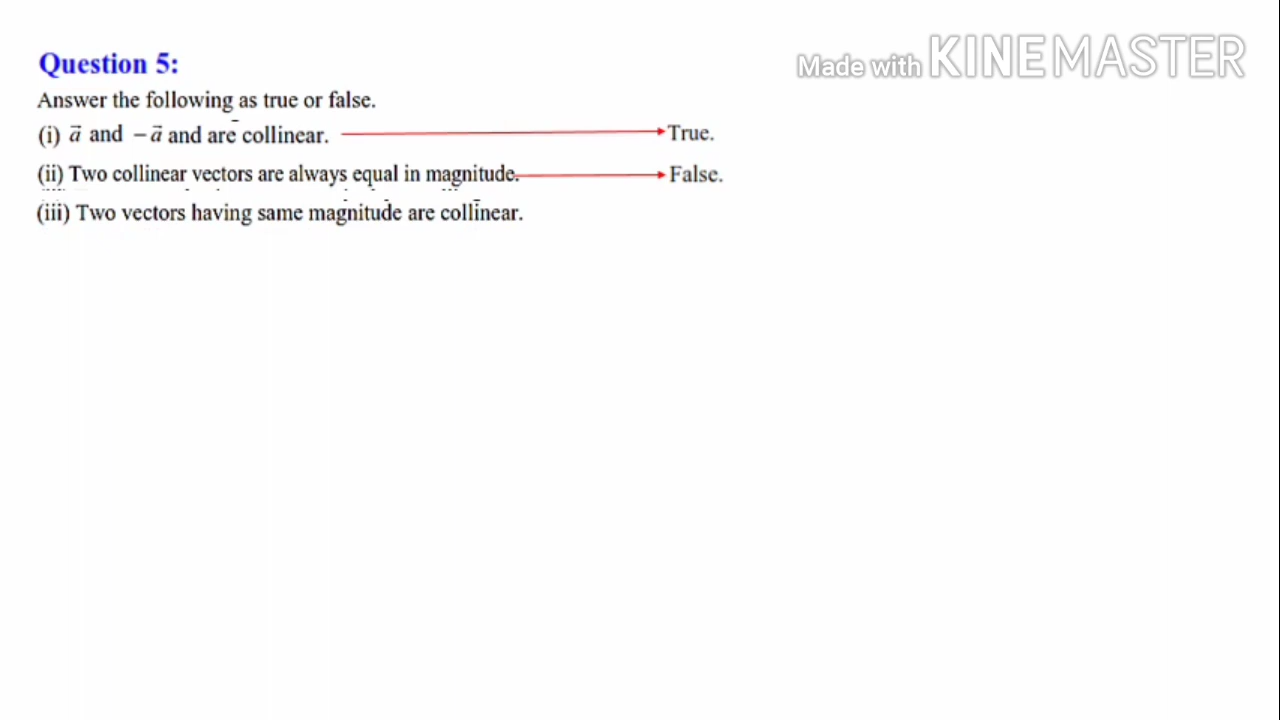 Made with KINEMASTER
Question 5:
Answer the following as true or false.
(i) a⃗ and −a⃗ and are collinear. True.
(ii) Two collinear vectors are always equal in magnitude. False.
(iii) Two vectors having same magnitude are collinear.